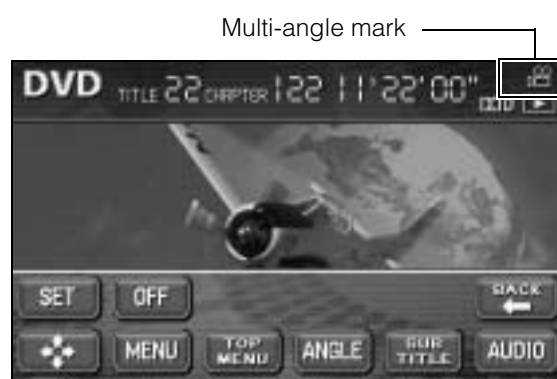 Multi-angle mark
DVD TITLE 22 CHAPTER 122 11'22'00"
SET OFF BACK
MENU TOP MENU ANGLE SUB TITLE AUDIO